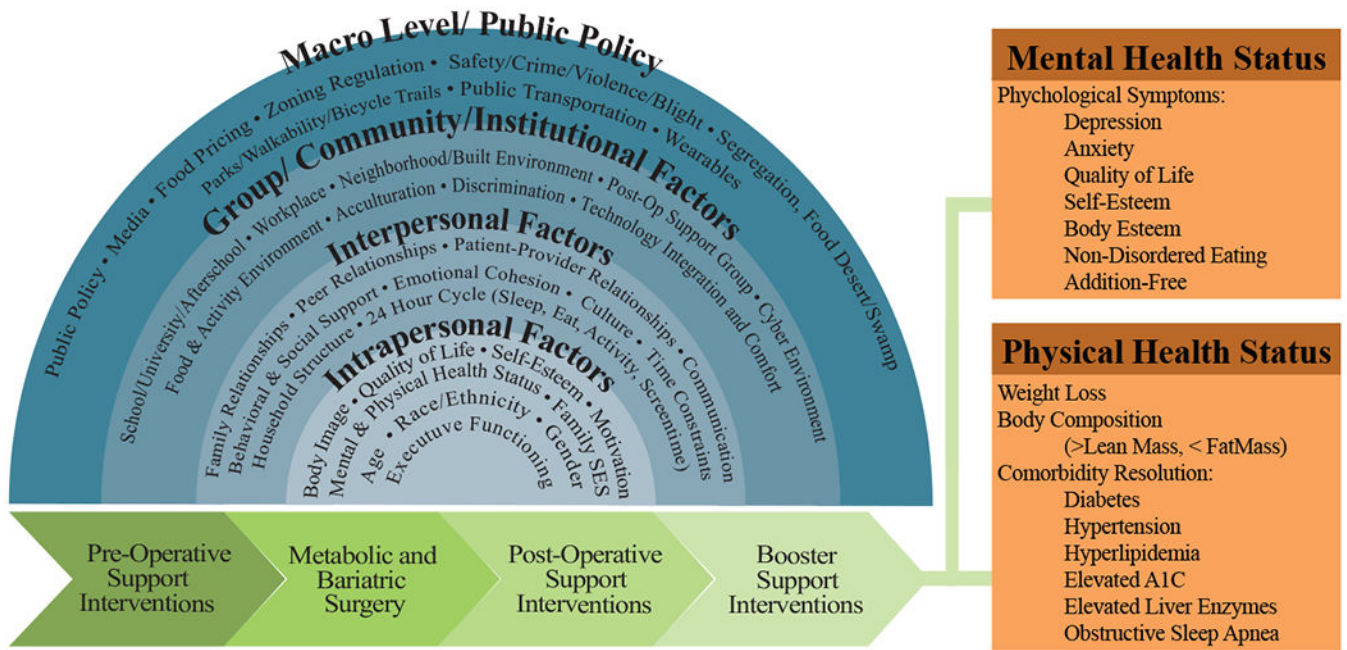 Macro Level/ Public Policy
Public Policy • Media • Food Pricing • Zoning Regulation • Safety/Crime/Violence/Blight • Segregation, Food Desert/Swamp
Parks/Walkability/Bicycle Trails • Public Transportation • Wearables
Group/ Community/Institutional Factors
School/University/Afterschool • Workplace • Neighborhood/Built Environment • Post-Op Support Group • Cyber Environment
Food & Activity Environment • Acculturation • Discrimination • Technology Integration and Comfort
Interpersonal Factors
Family Relationships • Peer Relationships • Patient-Provider Relationships • Communication
Behavioral & Social Support • Emotional Cohesion • Culture • Time Constraints
Household Structure • 24 Hour Cycle (Sleep, Eat, Activity, Screentime)
Intrapersonal Factors
Body Image • Quality of Life • Self-Esteem • Motivation
Mental & Physical Health Status • Family SES
Age • Race/Ethnicity • Gender
Executuve Functioning
Pre-Operative
Support
Interventions
Metabolic and
Bariatric
Surgery
Post-Operative
Support
Interventions
Booster
Support
Interventions
Mental Health Status
Phychological Symptoms:
Depression
Anxiety
Quality of Life
Self-Esteem
Body Esteem
Non-Disordered Eating
Addition-Free
Physical Health Status
Weight Loss
Body Composition
(>Lean Mass, < FatMass)
Comorbidity Resolution:
Diabetes
Hypertension
Hyperlipidemia
Elevated A1C
Elevated Liver Enzymes
Obstructive Sleep Apnea